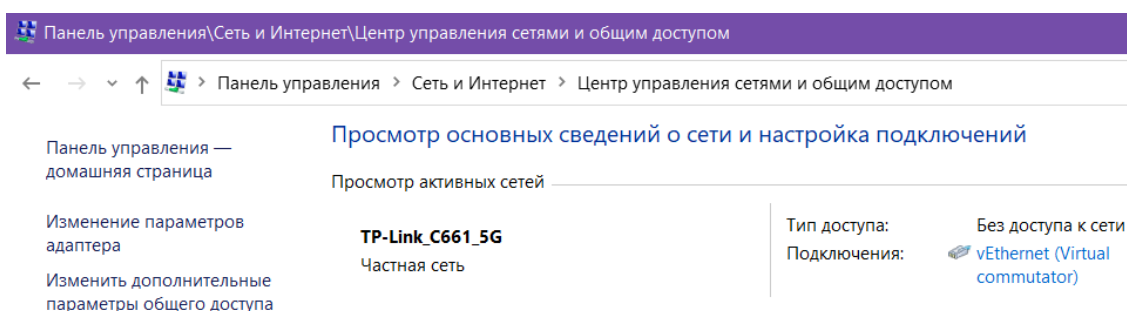 Панель управления\Сеть и Интернет\Центр управления сетями и общим доступом
Панель управления > Сеть и Интернет > Центр управления сетями и общим доступом
Просмотр основных сведений о сети и настройка подключений
Панель управления —
домашняя страница
Просмотр активных сетей
Изменение параметров
адаптера
Изменить дополнительные
параметры общего доступа
TP-Link_C661_5G
Частная сеть
Тип доступа: Без доступа к сети
Подключения: vEthernet (Virtual
commutator)